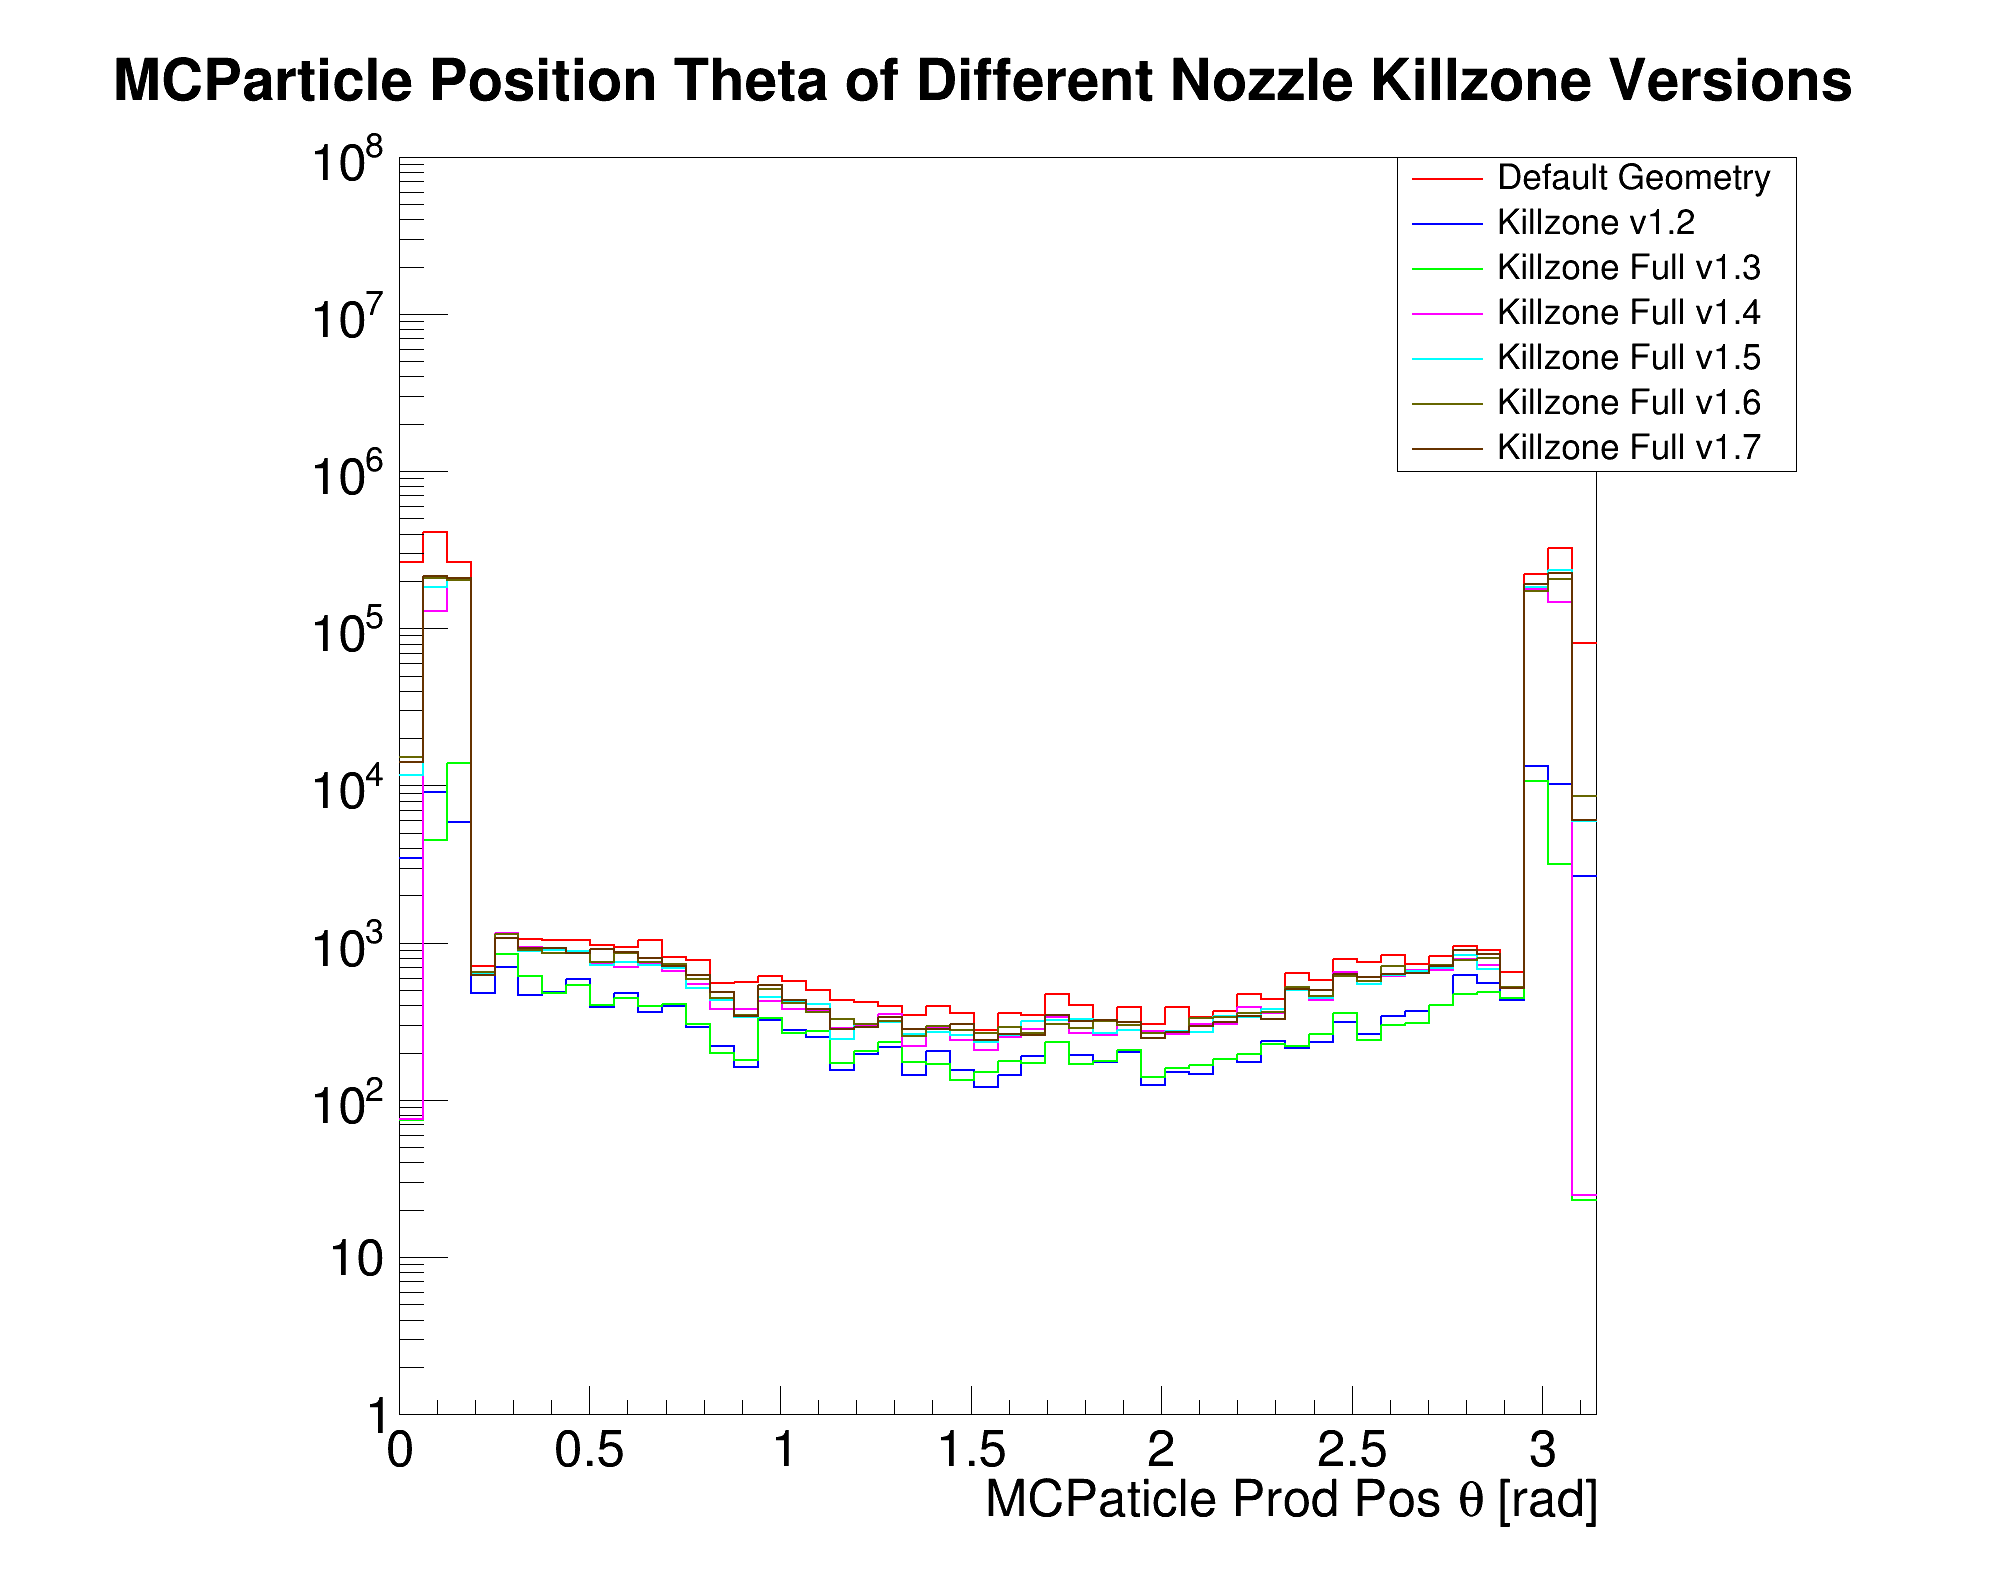 MCParticle Position Theta of Different Nozzle Killzone Versions
10^8
10^7
10^6
10^5
10^4
10^3
10^2
10
1
Default Geometry
Killzone v1.2
Killzone Full v1.3
Killzone Full v1.4
Killzone Full v1.5
Killzone Full v1.6
Killzone Full v1.7
0 0.5 1 1.5 2 2.5 3
MCPaticle Prod Pos θ [rad]